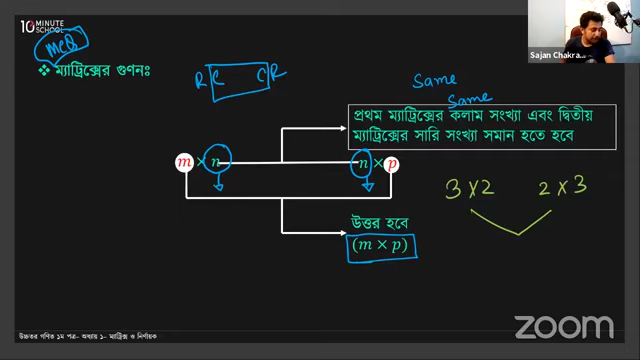 10 MINUTE SCHOOL
MCQ
❖ ম্যাট্রিক্সের গুণনঃ
R C C R
Same
Same
প্রথম ম্যাট্রিক্সের কলাম সংখ্যা এবং দ্বিতীয়
ম্যাট্রিক্সের সারি সংখ্যা সমান হতে হবে
m × n n × p
3 × 2 2 × 3
উত্তর হবে
(m × p)
Sajan Chakra...
উচ্চতর গণিত ১ম পত্র- অধ্যায় ১- ম্যাট্রিক্স ও নির্ণায়ক
zoom